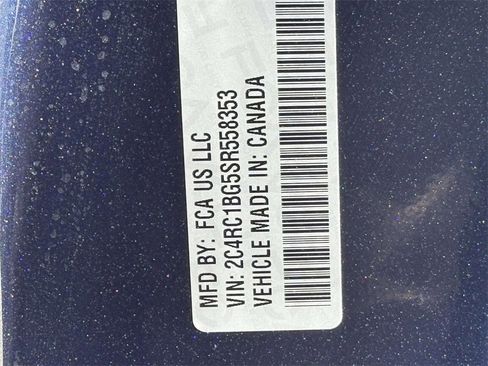 MFD BY: FCA US LLC
VIN: 2C4RC1BG5SR558353
VEHICLE MADE IN: CANADA